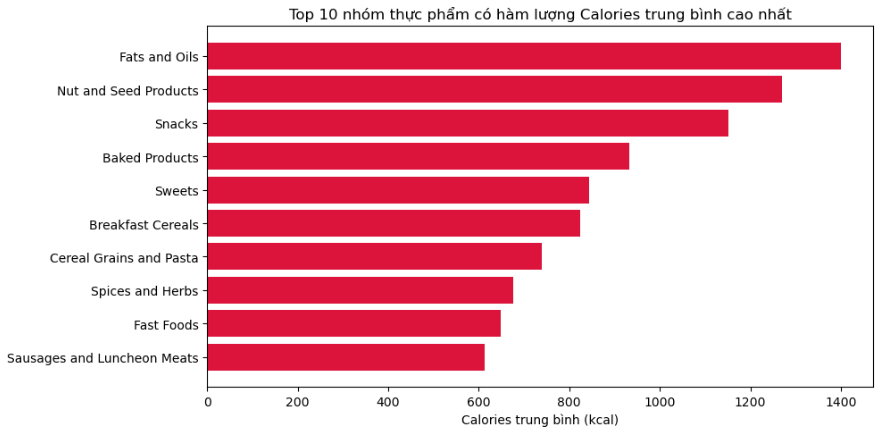 Top 10 nhóm thực phẩm có hàm lượng Calories trung bình cao nhất
Fats and Oils
Nut and Seed Products
Snacks
Baked Products
Sweets
Breakfast Cereals
Cereal Grains and Pasta
Spices and Herbs
Fast Foods
Sausages and Luncheon Meats
0 200 400 600 800 1000 1200 1400
Calories trung bình (kcal)